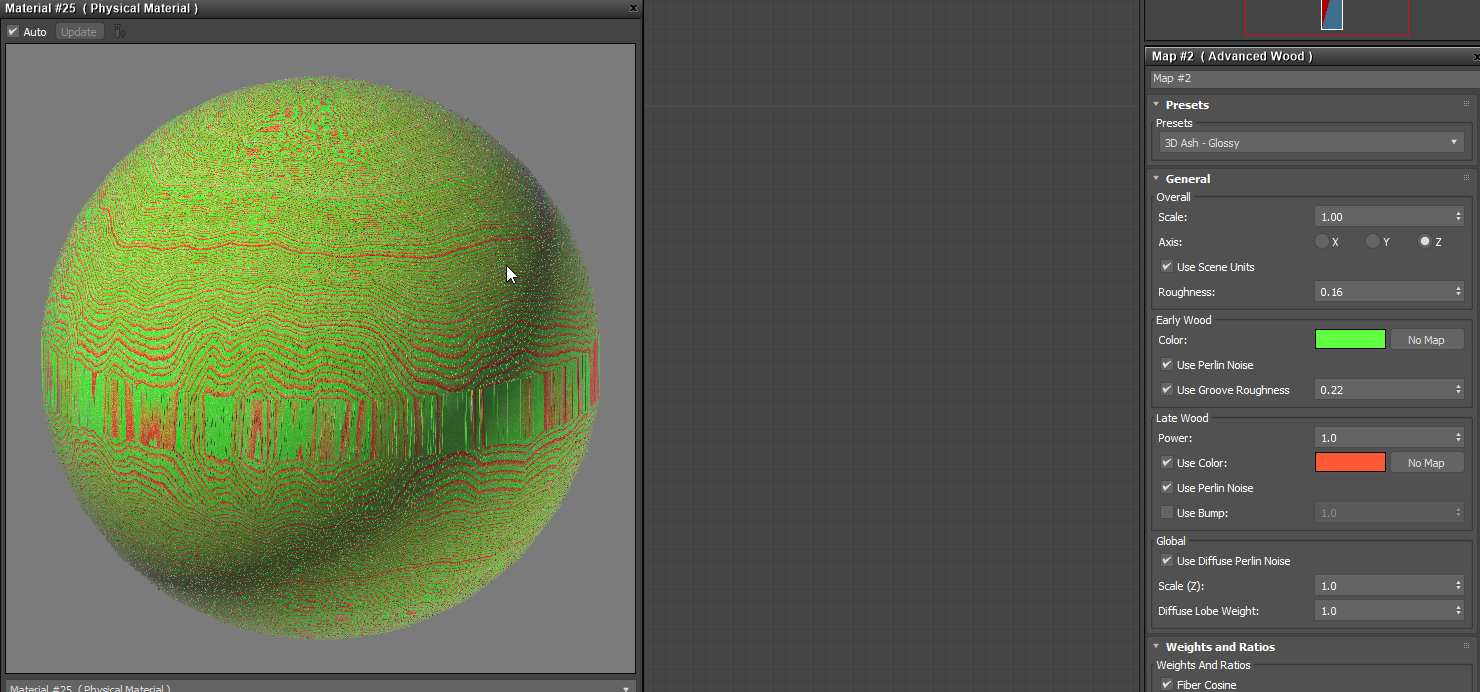 Material #25 ( Physical Material )
x
Auto
Update
Map #2 ( Advanced Wood )
x
Map #2
Presets
Presets
3D Ash - Glossy
General
Overall
Scale:
1.00
Axis:
X
Y
Z
Use Scene Units
Roughness:
0.16
Early Wood
Color:
No Map
Use Perlin Noise
Use Groove Roughness
0.22
Late Wood
Power:
1.0
Use Color:
No Map
Use Perlin Noise
Use Bump:
1.0
Global
Use Diffuse Perlin Noise
Scale (Z):
1.0
Diffuse Lobe Weight:
1.0
Weights and Ratios
Weights And Ratios
Fiber Cosine
Material #25 ( Physical Material )